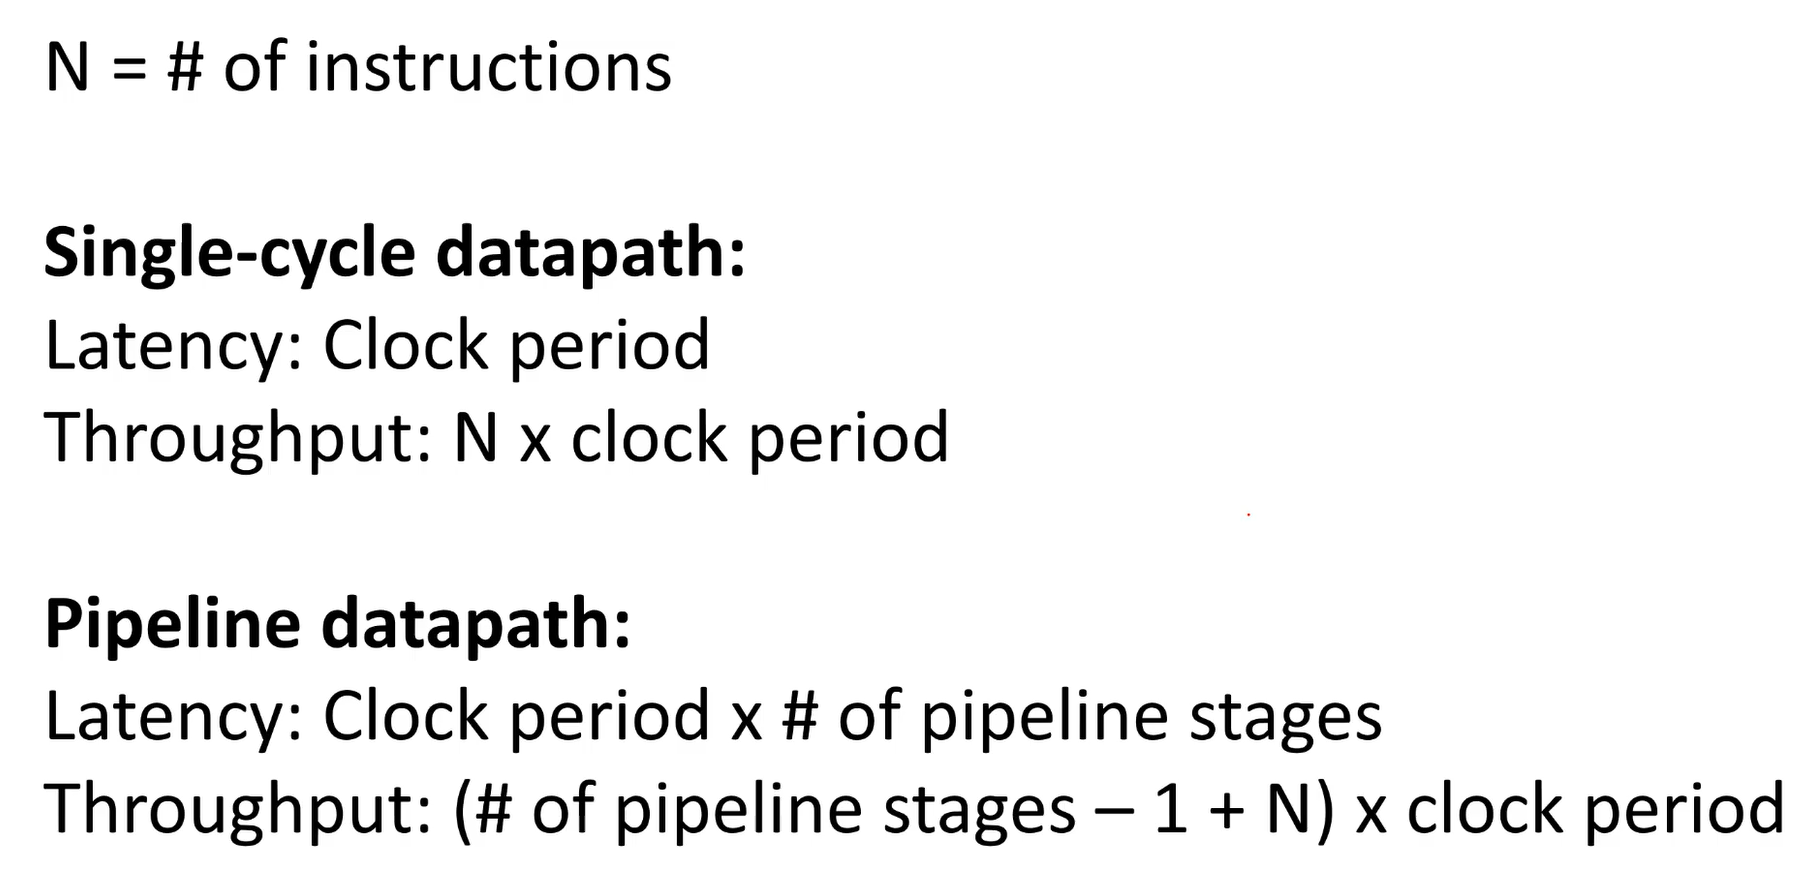 N = # of instructions
Single-cycle datapath:
Latency: Clock period
Throughput: N x clock period
Pipeline datapath:
Latency: Clock period x # of pipeline stages
Throughput: (# of pipeline stages – 1 + N) x clock period